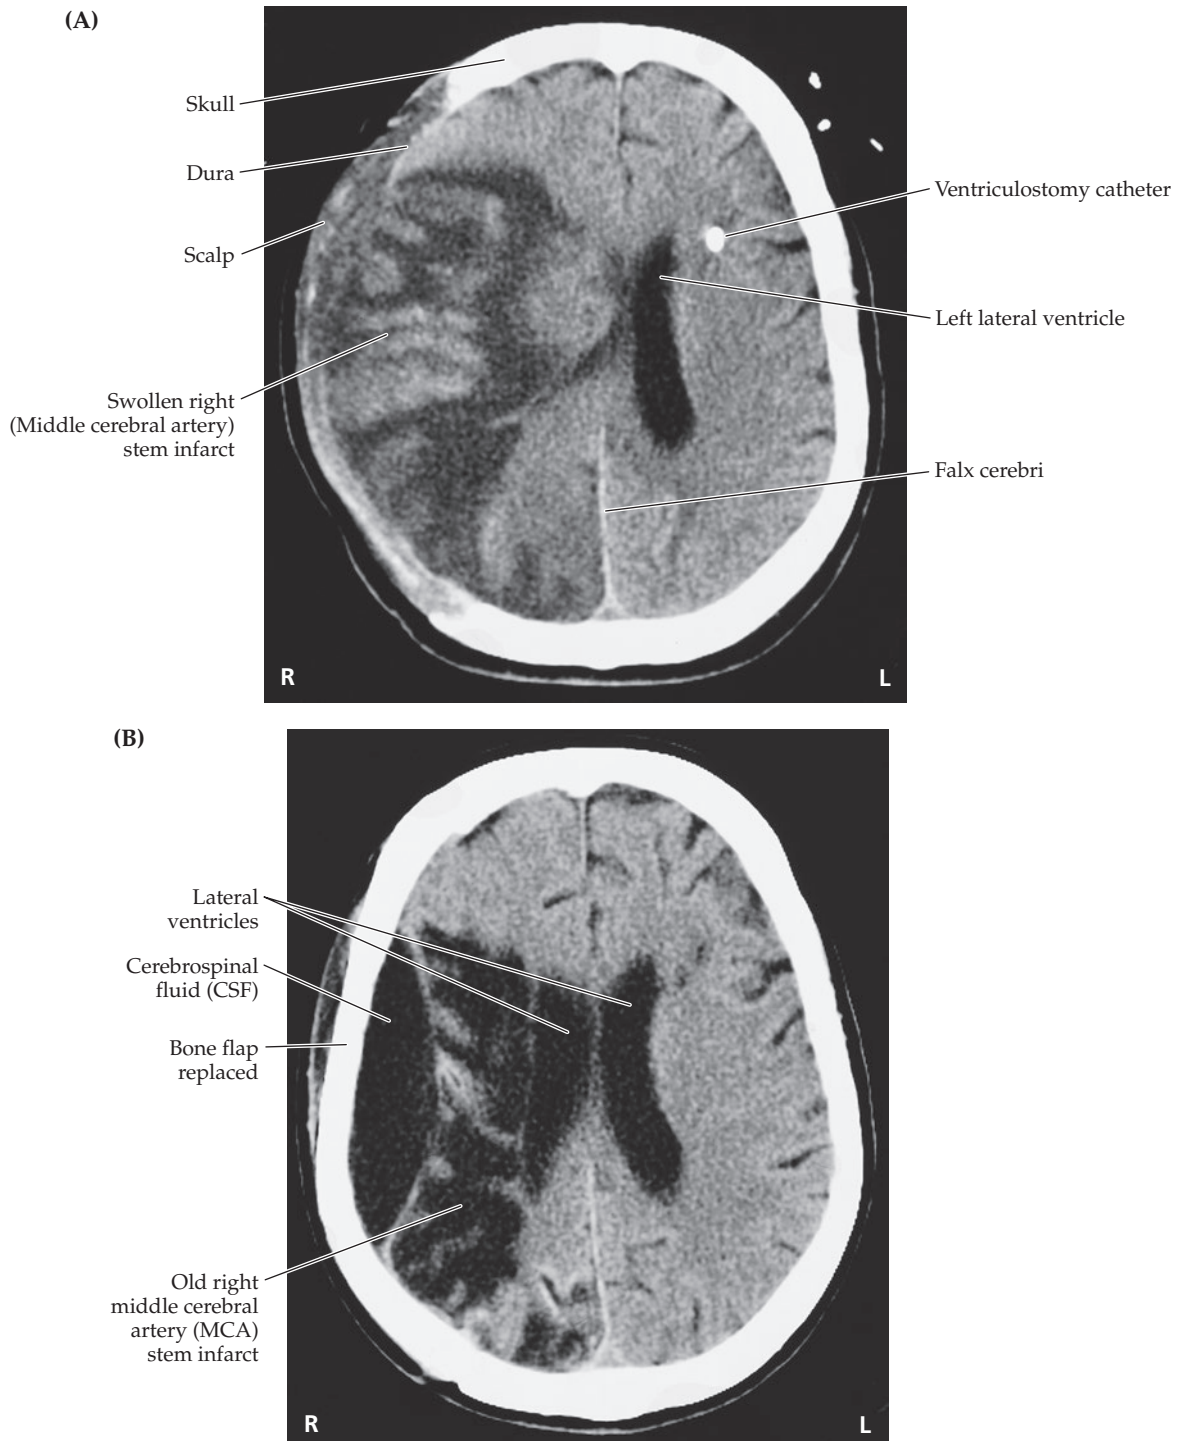 (A)
Skull
Dura
Scalp
Swollen right
(Middle cerebral artery)
stem infarct
Ventriculostomy catheter
Left lateral ventricle
Falx cerebri
R
L
(B)
Lateral
ventricles
Cerebrospinal
fluid (CSF)
Bone flap
replaced
Old right
middle cerebral
artery (MCA)
stem infarct
R
L